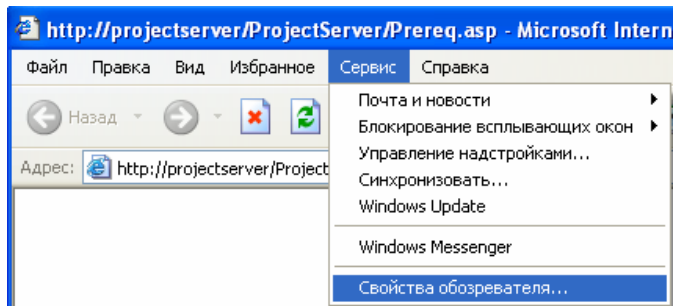 http://projectserver/ProjectServer/Prereq.asp - Microsoft Intern
Файл Правка Вид Избранное Сервис Справка
Назад
Адрес: http://projectserver/Project
Почта и новости
Блокирование всплывающих окон
Управление надстройками...
Синхронизовать...
Windows Update
Windows Messenger
Свойства обозревателя...